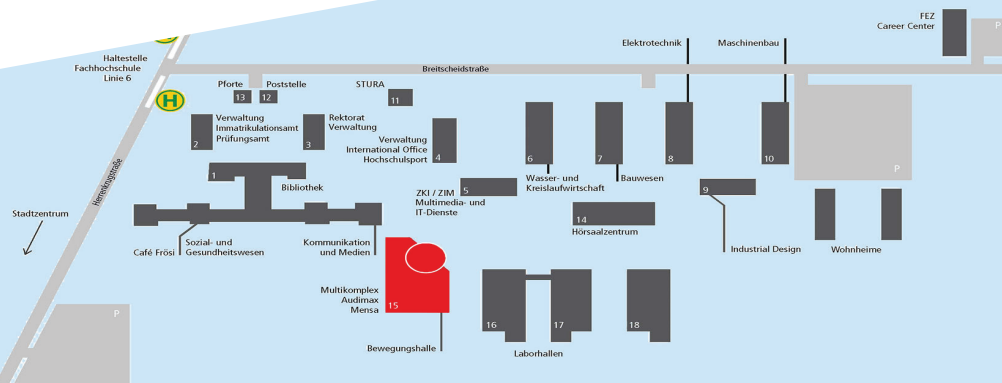 FEZ
Career Center
P
Elektrotechnik
Maschinenbau
Haltestelle
Fachhochschule
Linie 6
Breitscheidstraße
H
Pforte
Poststelle
13
12
STURA
11
Verwaltung
Immatrikulationsamt
Prüfungsamt
2
Rektorat
Verwaltung
3
Verwaltung
International Office
Hochschulsport
4
6
7
8
10
P
Herrenkrugstraße
1
Bibliothek
Wasser- und
Kreislaufwirtschaft
Bauwesen
ZKI / ZIM
Multimedia- und
IT-Dienste
5
9
Stadtzentrum
14
Hörsaalzentrum
Café Frösi
Sozial- und
Gesundheitswesen
Kommunikation
und Medien
Industrial Design
Wohnheime
Multikomplex
Audimax
Mensa
15
P
16
17
18
Bewegungshalle
Laborhallen